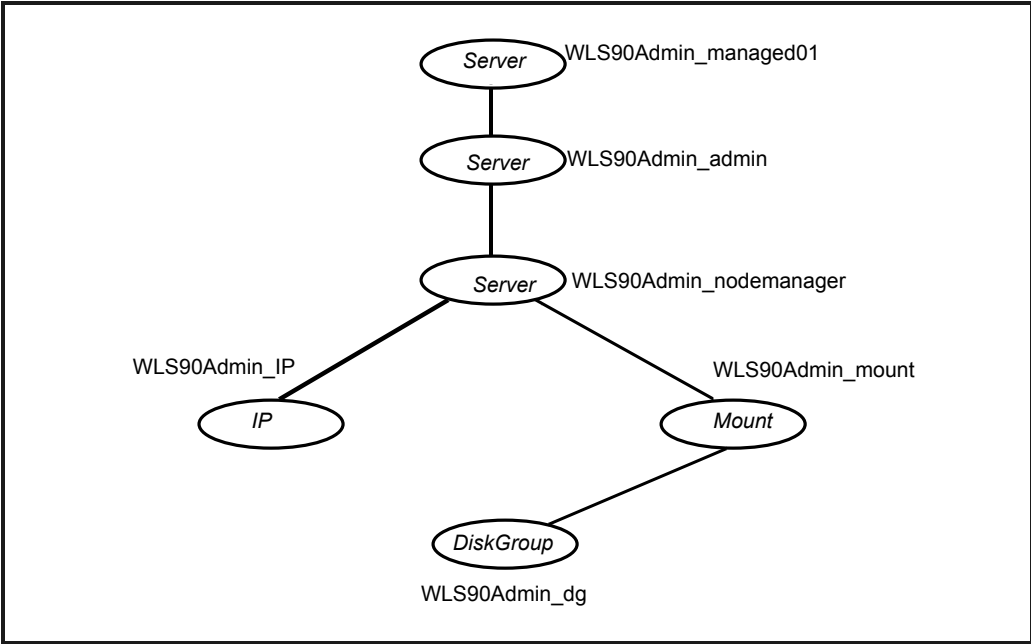 Server
WLS90Admin_managed01
Server
WLS90Admin_admin
Server
WLS90Admin_nodemanager
WLS90Admin_IP
WLS90Admin_mount
IP
Mount
DiskGroup
WLS90Admin_dg